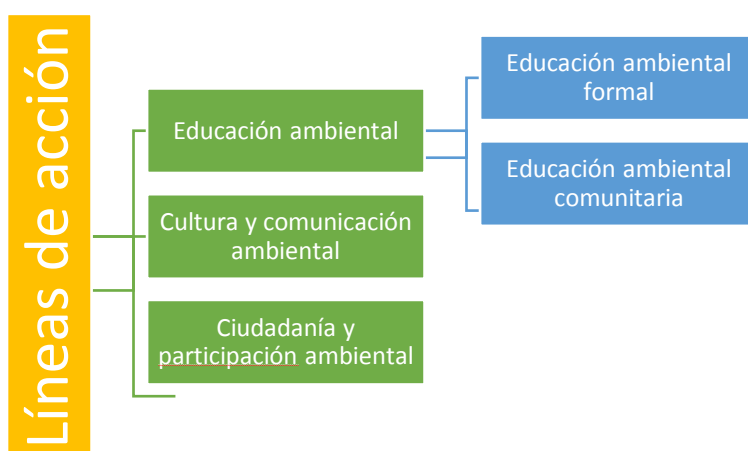 Líneas de acción
Educación ambiental
Cultura y comunicación
ambiental
Ciudadanía y
participación ambiental
Educación ambiental
formal
Educación ambiental
comunitaria